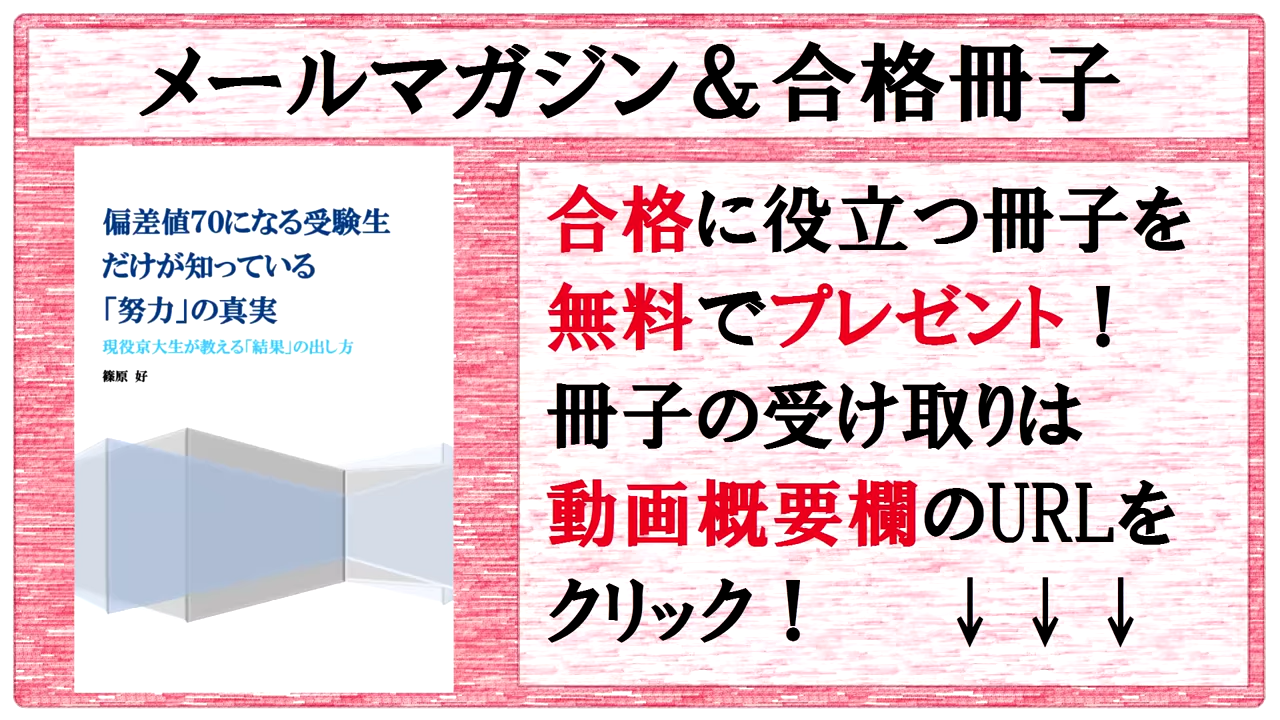 メールマガジン＆合格冊子
偏差値70になる受験生
だけが知っている
「努力」の真実
現役京大生が教える「結果」の出し方
篠原 好
合格に役立つ冊子を
無料でプレゼント！
冊子の受け取りは
動画概要欄のURLを
クリック！ ↓↓↓